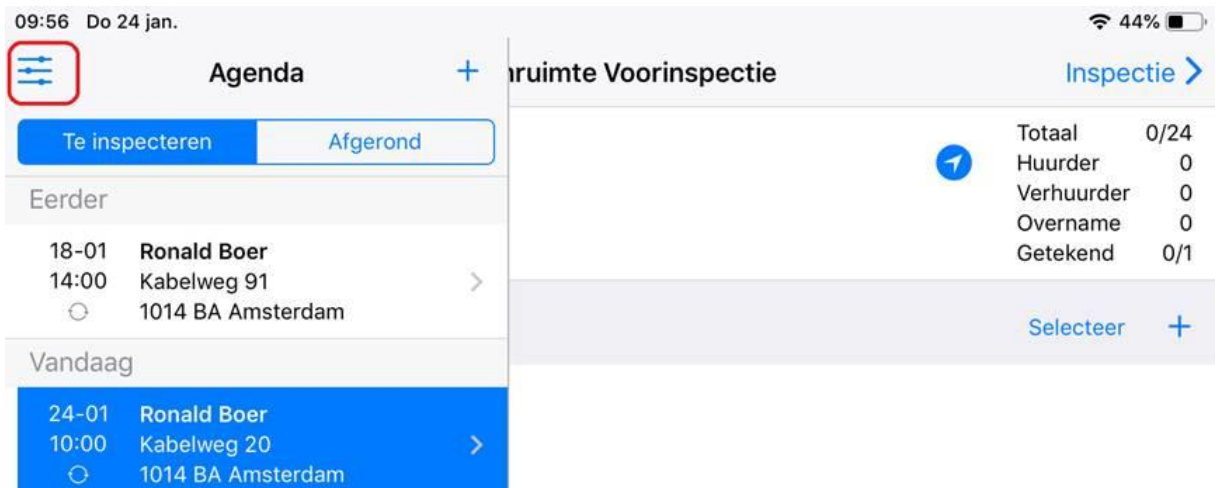 09:56 Do 24 jan. 44%
Agenda +
Te inspecteren Afgerond
Eerder
18-01 Ronald Boer
14:00 Kabelweg 91
1014 BA Amsterdam
Vandaag
24-01 Ronald Boer
10:00 Kabelweg 20
1014 BA Amsterdam
Voorinspectie Inspectie
Totaal 0/24
Huurder 0
Verhuurder 0
Overname 0
Getekend 0/1
Selecteer +